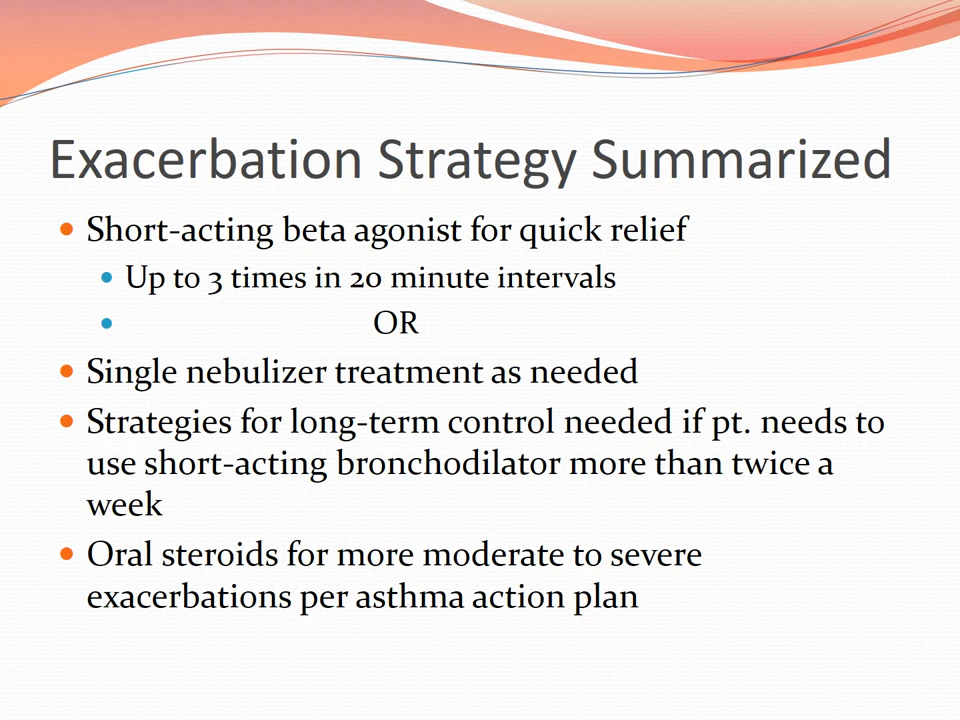 Exacerbation Strategy Summarized
Short-acting beta agonist for quick relief
Up to 3 times in 20 minute intervals
OR
Single nebulizer treatment as needed
Strategies for long-term control needed if pt. needs to
use short-acting bronchodilator more than twice a
week
Oral steroids for more moderate to severe
exacerbations per asthma action plan